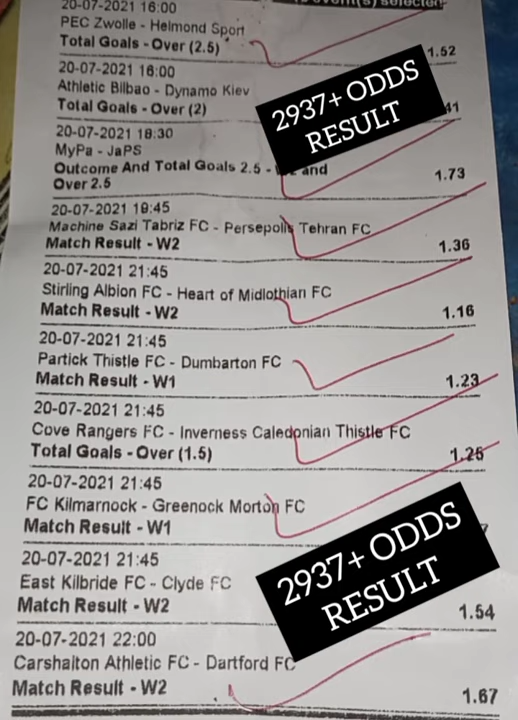 event(s) selected
20-07-2021 16:00
PEC Zwolle - Helmond Sport
Total Goals - Over (2.5)
1.52
20-07-2021 16:00
Athletic Bilbao - Dynamo Kiev
Total Goals - Over (2)
41
2937+ ODDS
RESULT
20-07-2021 18:30
MyPa - JaPS
Outcome And Total Goals 2.5 - and
Over 2.5
1.73
20-07-2021 18:45
Machine Sazi Tabriz FC - Persepolis Tehran FC
Match Result - W2
1.36
20-07-2021 21:45
Stirling Albion FC - Heart of Midlothian FC
Match Result - W2
1.16
20-07-2021 21:45
Partick Thistle FC - Dumbarton FC
Match Result - W1
1.23
20-07-2021 21:45
Cove Rangers FC - Inverness Caledonian Thistle FC
Total Goals - Over (1.5)
1.25
20-07-2021 21:45
FC Kilmarnock - Greenock Morton FC
Match Result - W1
2937+ ODDS
RESULT
20-07-2021 21:45
East Kilbride FC - Clyde FC
Match Result - W2
1.54
20-07-2021 22:00
Carshalton Athletic FC - Dartford FC
Match Result - W2
1.67